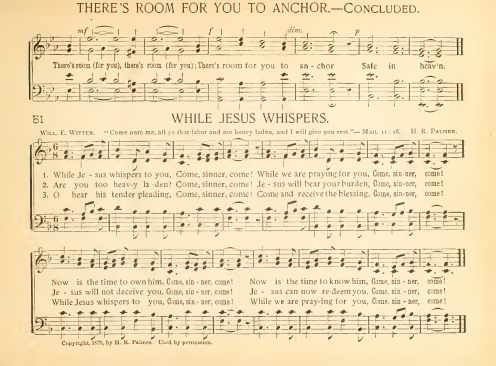 THERE'S ROOM FOR YOU TO ANCHOR.—CONCLUDED.
mf f dim. p
There's room (for you), there's room (for you); There's room for you to an - chor Safe in heav'n.
51 WHILE JESUS WHISPERS.
WILL E. WITTER. "Come unto me, all ye that labor and are heavy laden, and I will give you rest."—MATT. 11 : 28. H. R. PALMER.
1. While Je - sus whispers to you, Come, sinner, come! While we are praying for you, Come, sin-ner, come!
2. Are you too heav-y la-den! Come, sinner, come! Je - sus will bear your burden, Come, sin-ner, come!
3. O hear his tender pleading, Come, sinner, come! Come and receive the blessing, Come, sin-ner, come!
Now is the time to own him, Come, sin-ner, come! Now is the time to know him, Come, sin-ner, come!
Je - sus will not deceive you, Come, sin-ner, come! Je - sus can now re-deem you, Come, sin-ner, come!
While Jesus whispers to you, Come, sin-ner, come! While we are pray-ing for you, Come, sin-ner, come!
Copyright, 1879, by H. R. Palmer. Used by permission.